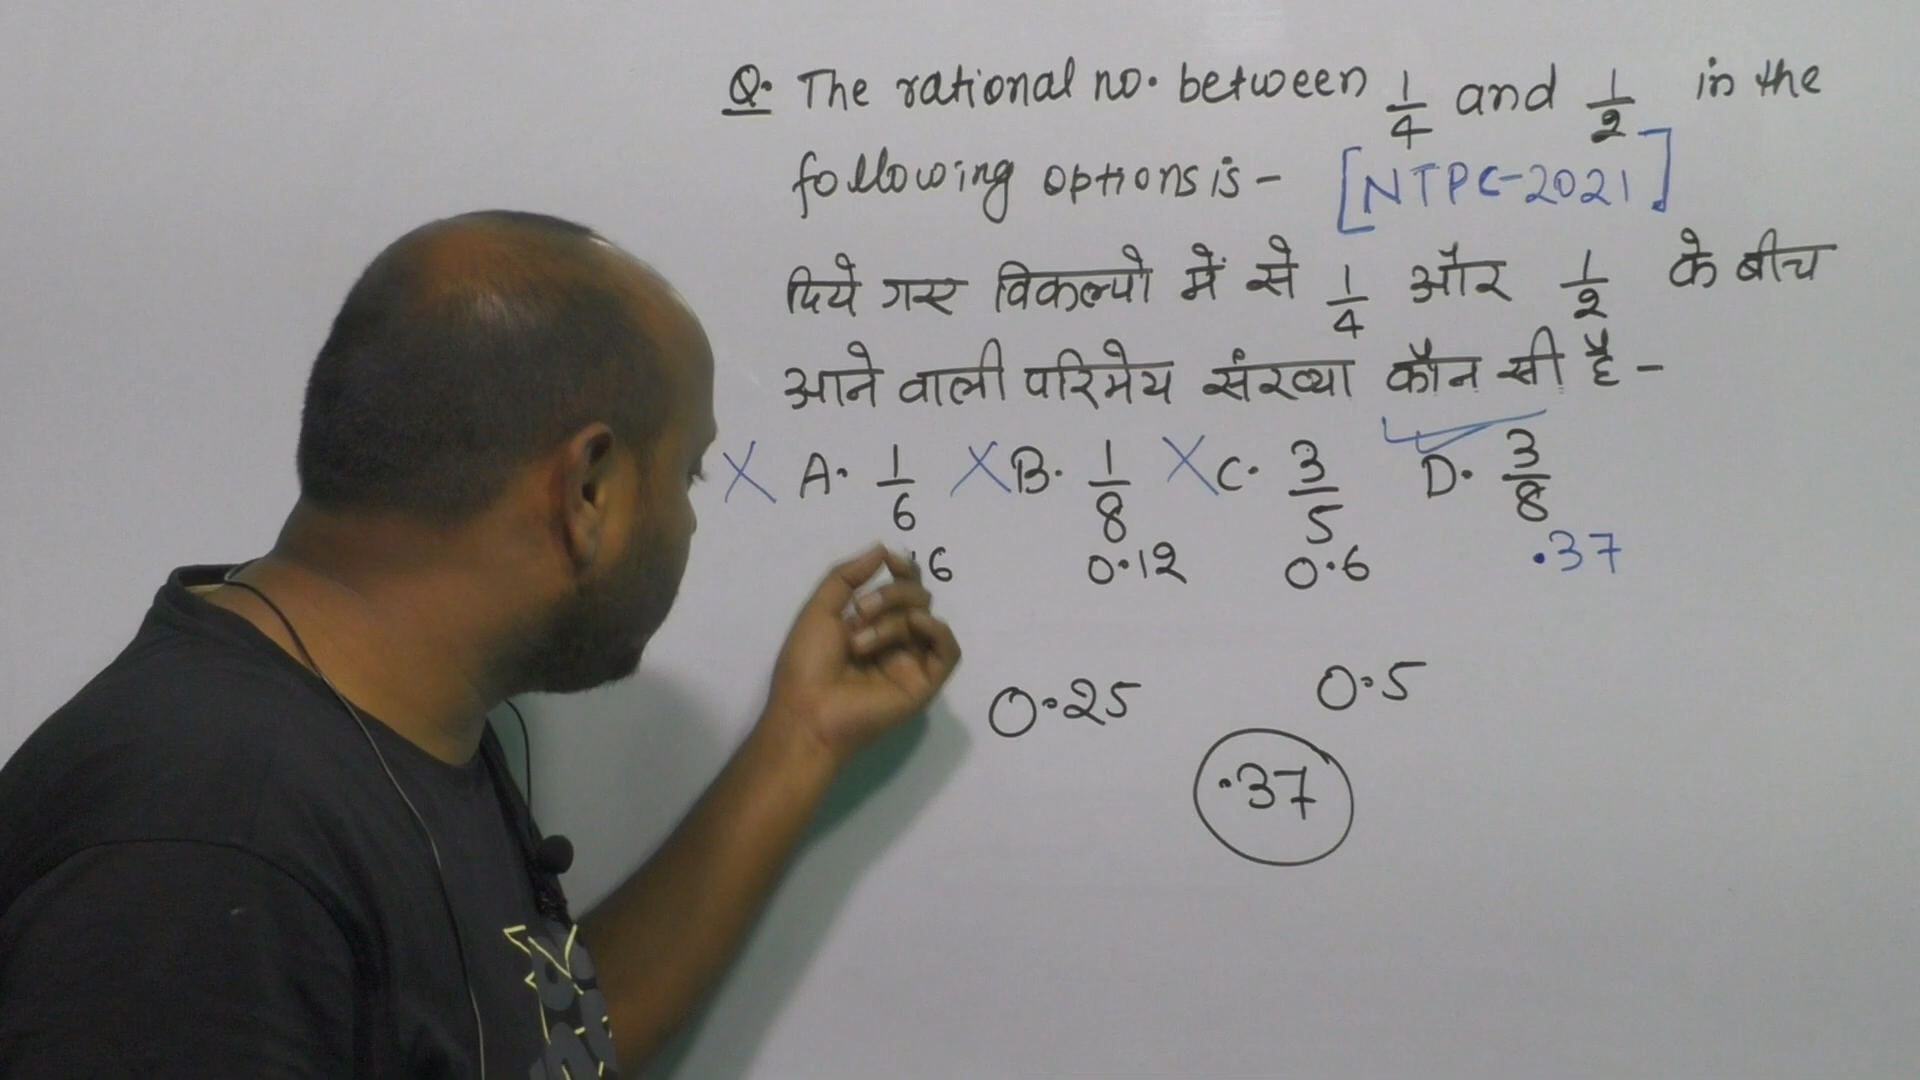 Q. The rational no. between 1/4 and 1/2 in the
following options is - [NTPC-2021]
दिये गए विकल्पो में से 1/4 और 1/2 के बीच
आने वाली परिमेय संख्या कौन सी है -
X A. 1/6 X B. 1/8 X C. 3/5 ✓ D. 3/8
6 0.12 0.6 .37
0.25 0.5
.37